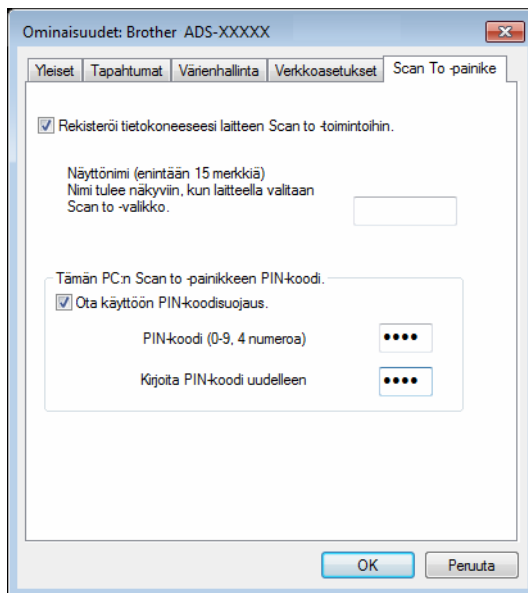 Ominaisuudet: Brother ADS-XXXXX
Yleiset Tapahtumat Värienhallinta Verkkoasetukset Scan To -painike
Rekisteröi tietokoneeseesi laitteen Scan to -toimintoihin.
Näyttönimi (enintään 15 merkkiä)
Nimi tulee näkyviin, kun laitteella valitaan
Scan to -valikko.
Tämän PC:n Scan to -painikkeen PIN-koodi.
Ota käyttöön PIN-koodisuojaus.
PIN-koodi (0-9, 4 numeroa) ••••
Kirjoita PIN-koodi uudelleen ••••
OK Peruuta